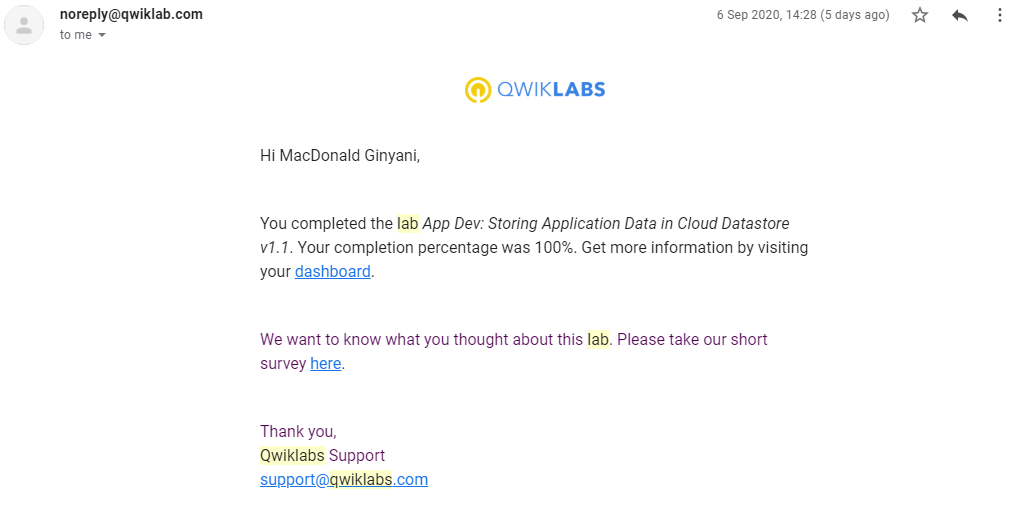 noreply@qwiklab.com
6 Sep 2020, 14:28 (5 days ago)
to me
QWIKLABS
Hi MacDonald Ginyani,
You completed the lab App Dev: Storing Application Data in Cloud Datastore
v1.1. Your completion percentage was 100%. Get more information by visiting
your dashboard.
We want to know what you thought about this lab. Please take our short
survey here.
Thank you,
Qwiklabs Support
support@qwiklabs.com